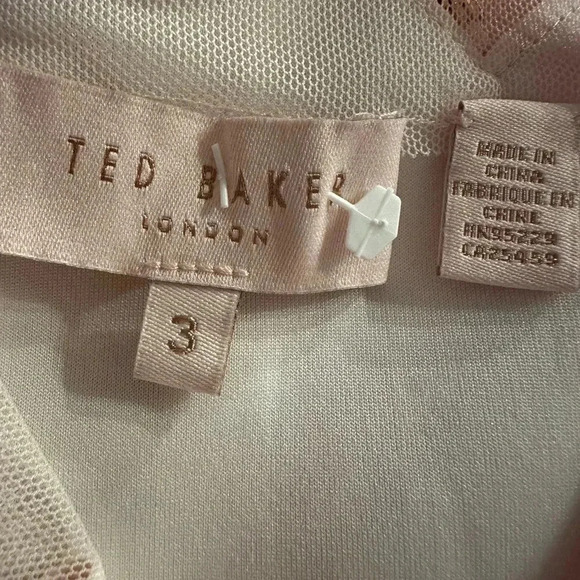 TED BAKER
LONDON
3
MADE IN
CHINA
FABRIQUE EN
CHINE
RN95229
CA25459